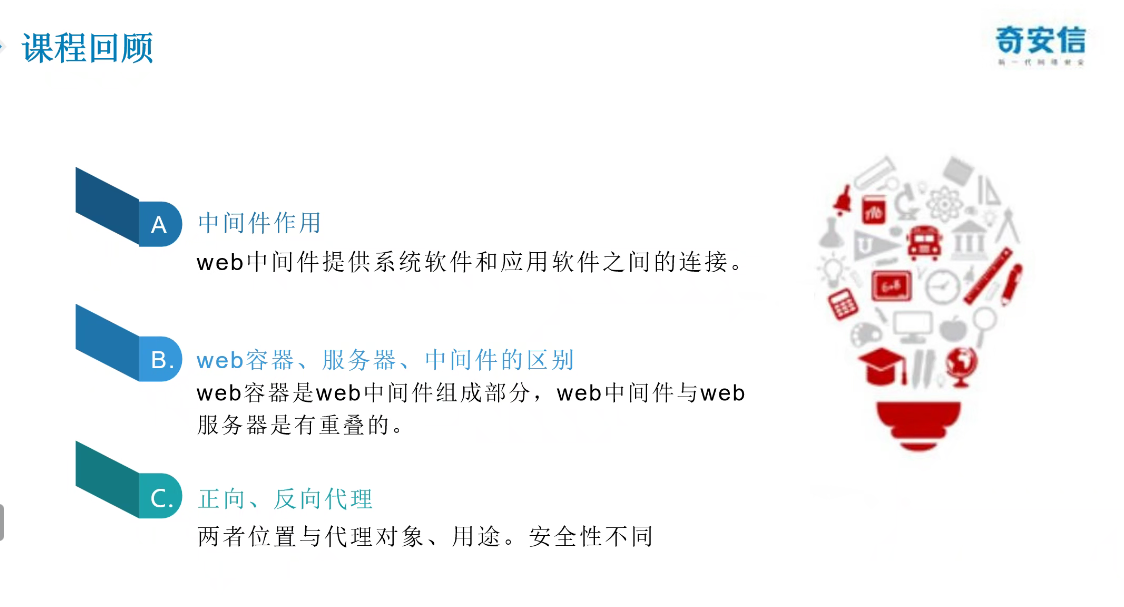 课程回顾
奇安信
新一代网络安全
A
中间件作用
web中间件提供系统软件和应用软件之间的连接。
B.
web容器、服务器、中间件的区别
web容器是web中间件组成部分，web中间件与web
服务器是有重叠的。
C.
正向、反向代理
两者位置与代理对象、用途。安全性不同